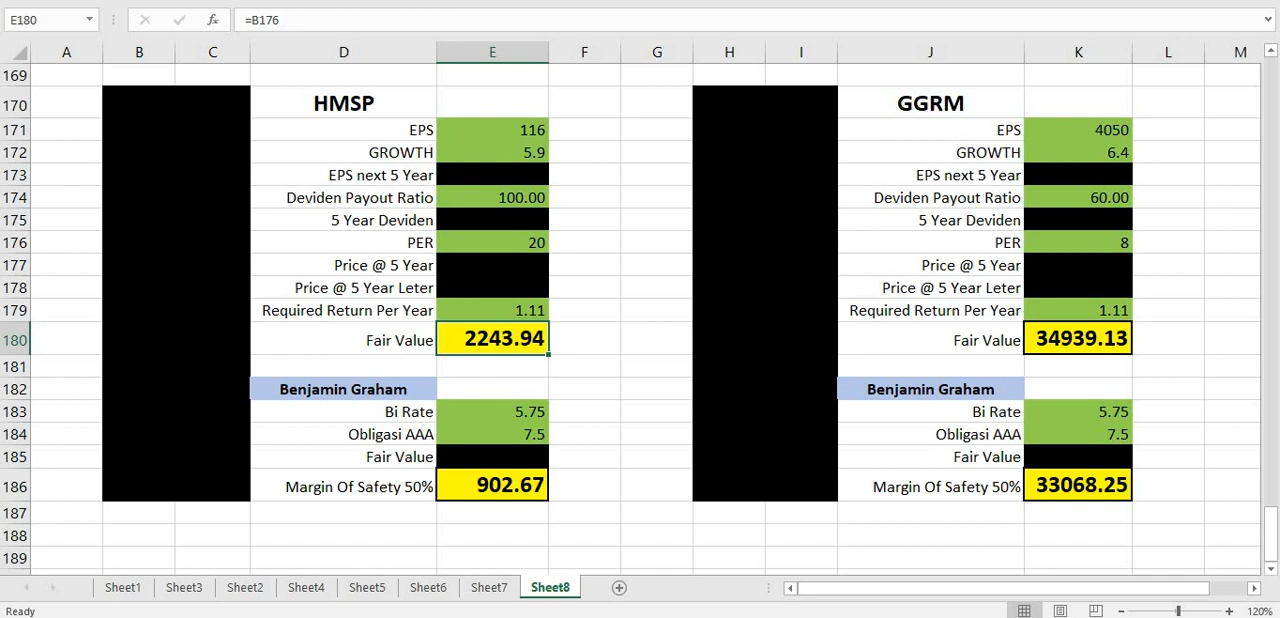 E180 fx =B176
A B C D E F G H I J K L M
169
170 HMSP GGRM
171 EPS 116 EPS 4050
172 GROWTH 5.9 GROWTH 6.4
173 EPS next 5 Year EPS next 5 Year
174 Deviden Payout Ratio 100.00 Deviden Payout Ratio 60.00
175 5 Year Deviden 5 Year Deviden
176 PER 20 PER 8
177 Price @ 5 Year Price @ 5 Year
178 Price @ 5 Year Leter Price @ 5 Year Leter
179 Required Return Per Year 1.11 Required Return Per Year 1.11
180 Fair Value 2243.94 Fair Value 34939.13
181
182 Benjamin Graham Benjamin Graham
183 Bi Rate 5.75 Bi Rate 5.75
184 Obligasi AAA 7.5 Obligasi AAA 7.5
185 Fair Value Fair Value
186 Margin Of Safety 50% 902.67 Margin Of Safety 50% 33068.25
187
188
189
Sheet1 Sheet3 Sheet2 Sheet4 Sheet5 Sheet6 Sheet7 Sheet8
Ready 120%